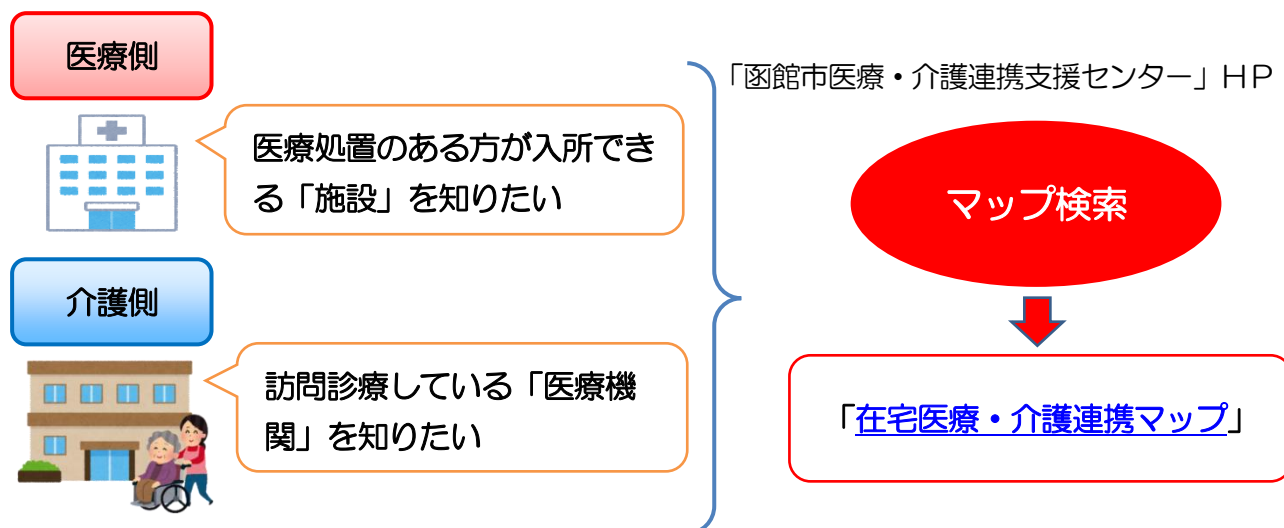 医療側
医療処置のある方が入所でき
る「施設」を知りたい
介護側
訪問診療している「医療機
関」を知りたい
「函館市医療・介護連携支援センター」ＨＰ
マップ検索
「在宅医療・介護連携マップ」